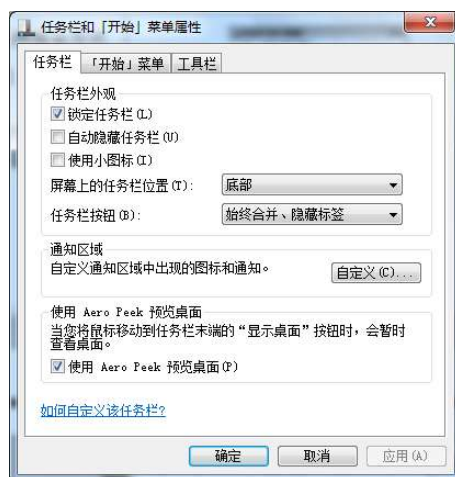 任务栏和「开始」菜单属性
任务栏 「开始」菜单 工具栏
任务栏外观
锁定任务栏(L)
自动隐藏任务栏(U)
使用小图标(I)
屏幕上的任务栏位置(T): 底部
任务栏按钮(B): 始终合并、隐藏标签
通知区域
自定义通知区域中出现的图标和通知。 自定义(C)...
使用 Aero Peek 预览桌面
当您将鼠标移动到任务栏末端的“显示桌面”按钮时，会暂时
查看桌面。
使用 Aero Peek 预览桌面(P)
如何自定义该任务栏?
确定 取消 应用(A)